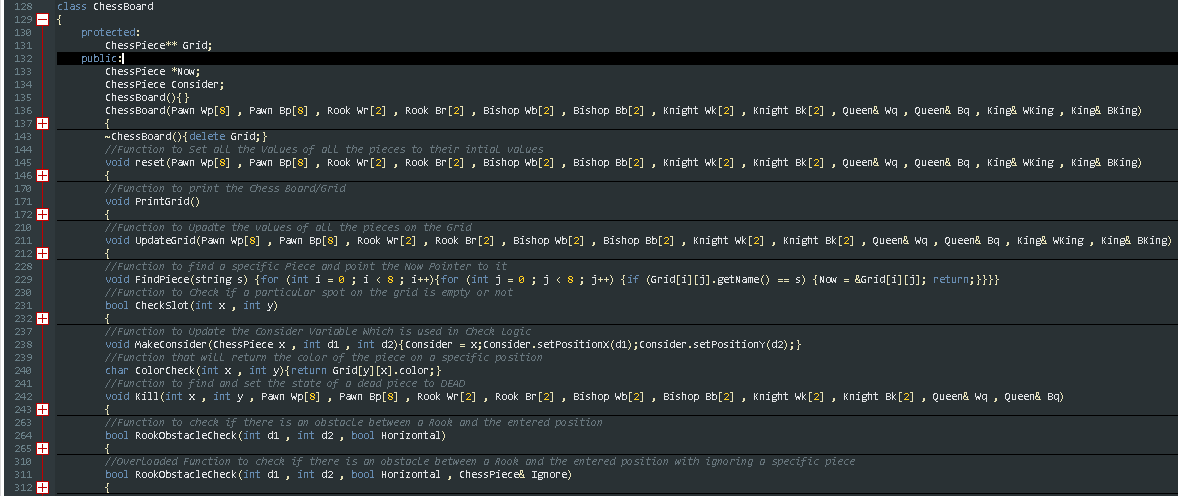 128 class ChessBoard
129 {
130 protected:
131 ChessPiece** Grid;
132 public:
133 ChessPiece *Now;
134 ChessPiece Consider;
135 ChessBoard(){}
136 ChessBoard(Pawn Wp[8] , Pawn Bp[8] , Rook Wr[2] , Rook Br[2] , Bishop Wb[2] , Bishop Bb[2] , Knight Wk[2] , Knight Bk[2] , Queen& Wq , Queen& Bq , King& WKing , King& BKing)
137 {
143 ~ChessBoard(){delete Grid;}
144 //Function to Set all the Values of all the pieces to their intial values
145 void reset(Pawn Wp[8] , Pawn Bp[8] , Rook Wr[2] , Rook Br[2] , Bishop Wb[2] , Bishop Bb[2] , Knight Wk[2] , Knight Bk[2] , Queen& Wq , Queen& Bq , King& WKing , King& BKing)
146 {
170 //Function to print the Chess Board/Grid
171 void PrintGrid()
172 {
210 //Function to Upadte the values of all the pieces on the Grid
211 void UpdateGrid(Pawn Wp[8] , Pawn Bp[8] , Rook Wr[2] , Rook Br[2] , Bishop Wb[2] , Bishop Bb[2] , Knight Wk[2] , Knight Bk[2] , Queen& Wq , Queen& Bq , King& WKing , King& BKing)
212 {
228 //Function to find a specific Piece and point the Now Pointer to it
229 void FindPiece(string s) {for (int i = 0 ; i < 8 ; i++){for (int j = 0 ; j < 8 ; j++) {if (Grid[i][j].getName() == s) {Now = &Grid[i][j]; return;}}}}
230 //Function to Check if a particular spot on the grid is empty or not
231 bool CheckSlot(int x , int y)
232 {
237 //Function to Update the Consider Variable Which is used in Check Logic
238 void MakeConsider(ChessPiece x , int d1 , int d2){Consider = x;Consider.setPositionX(d1);Consider.setPositionY(d2);}
239 //Function that will return the color of the piece on a specific position
240 char ColorCheck(int x , int y){return Grid[y][x].color;}
241 //Function to find and set the state of a dead piece to DEAD
242 void Kill(int x , int y , Pawn Wp[8] , Pawn Bp[8] , Rook Wr[2] , Rook Br[2] , Bishop Wb[2] , Bishop Bb[2] , Knight Wk[2] , Knight Bk[2] , Queen& Wq , Queen& Bq)
243 {
263 //Function to check if there is an obstacle between a Rook and the entered position
264 bool RookObstacleCheck(int d1 , int d2 , bool Horizontal)
265 {
310 //OverLoaded Function to check if there is an obstacle between a Rook and the entered position with ignoring a specific piece
311 bool RookObstacleCheck(int d1 , int d2 , bool Horizontal , ChessPiece& Ignore)
312 {